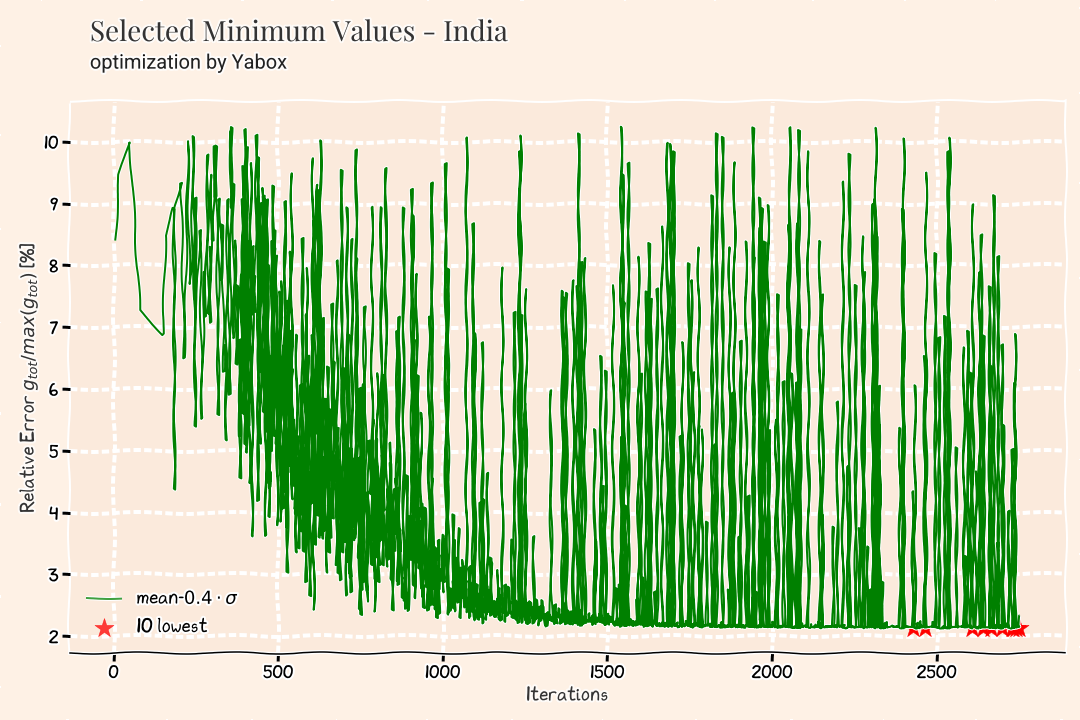 Selected Minimum Values - India
optimization by Yabox
Relative Error g_tot/max(g_tot) [%]
10
9
8
7
6
5
4
3
2
mean-0.4 · σ
10 lowest
0 500 1000 1500 2000 2500
Iterations